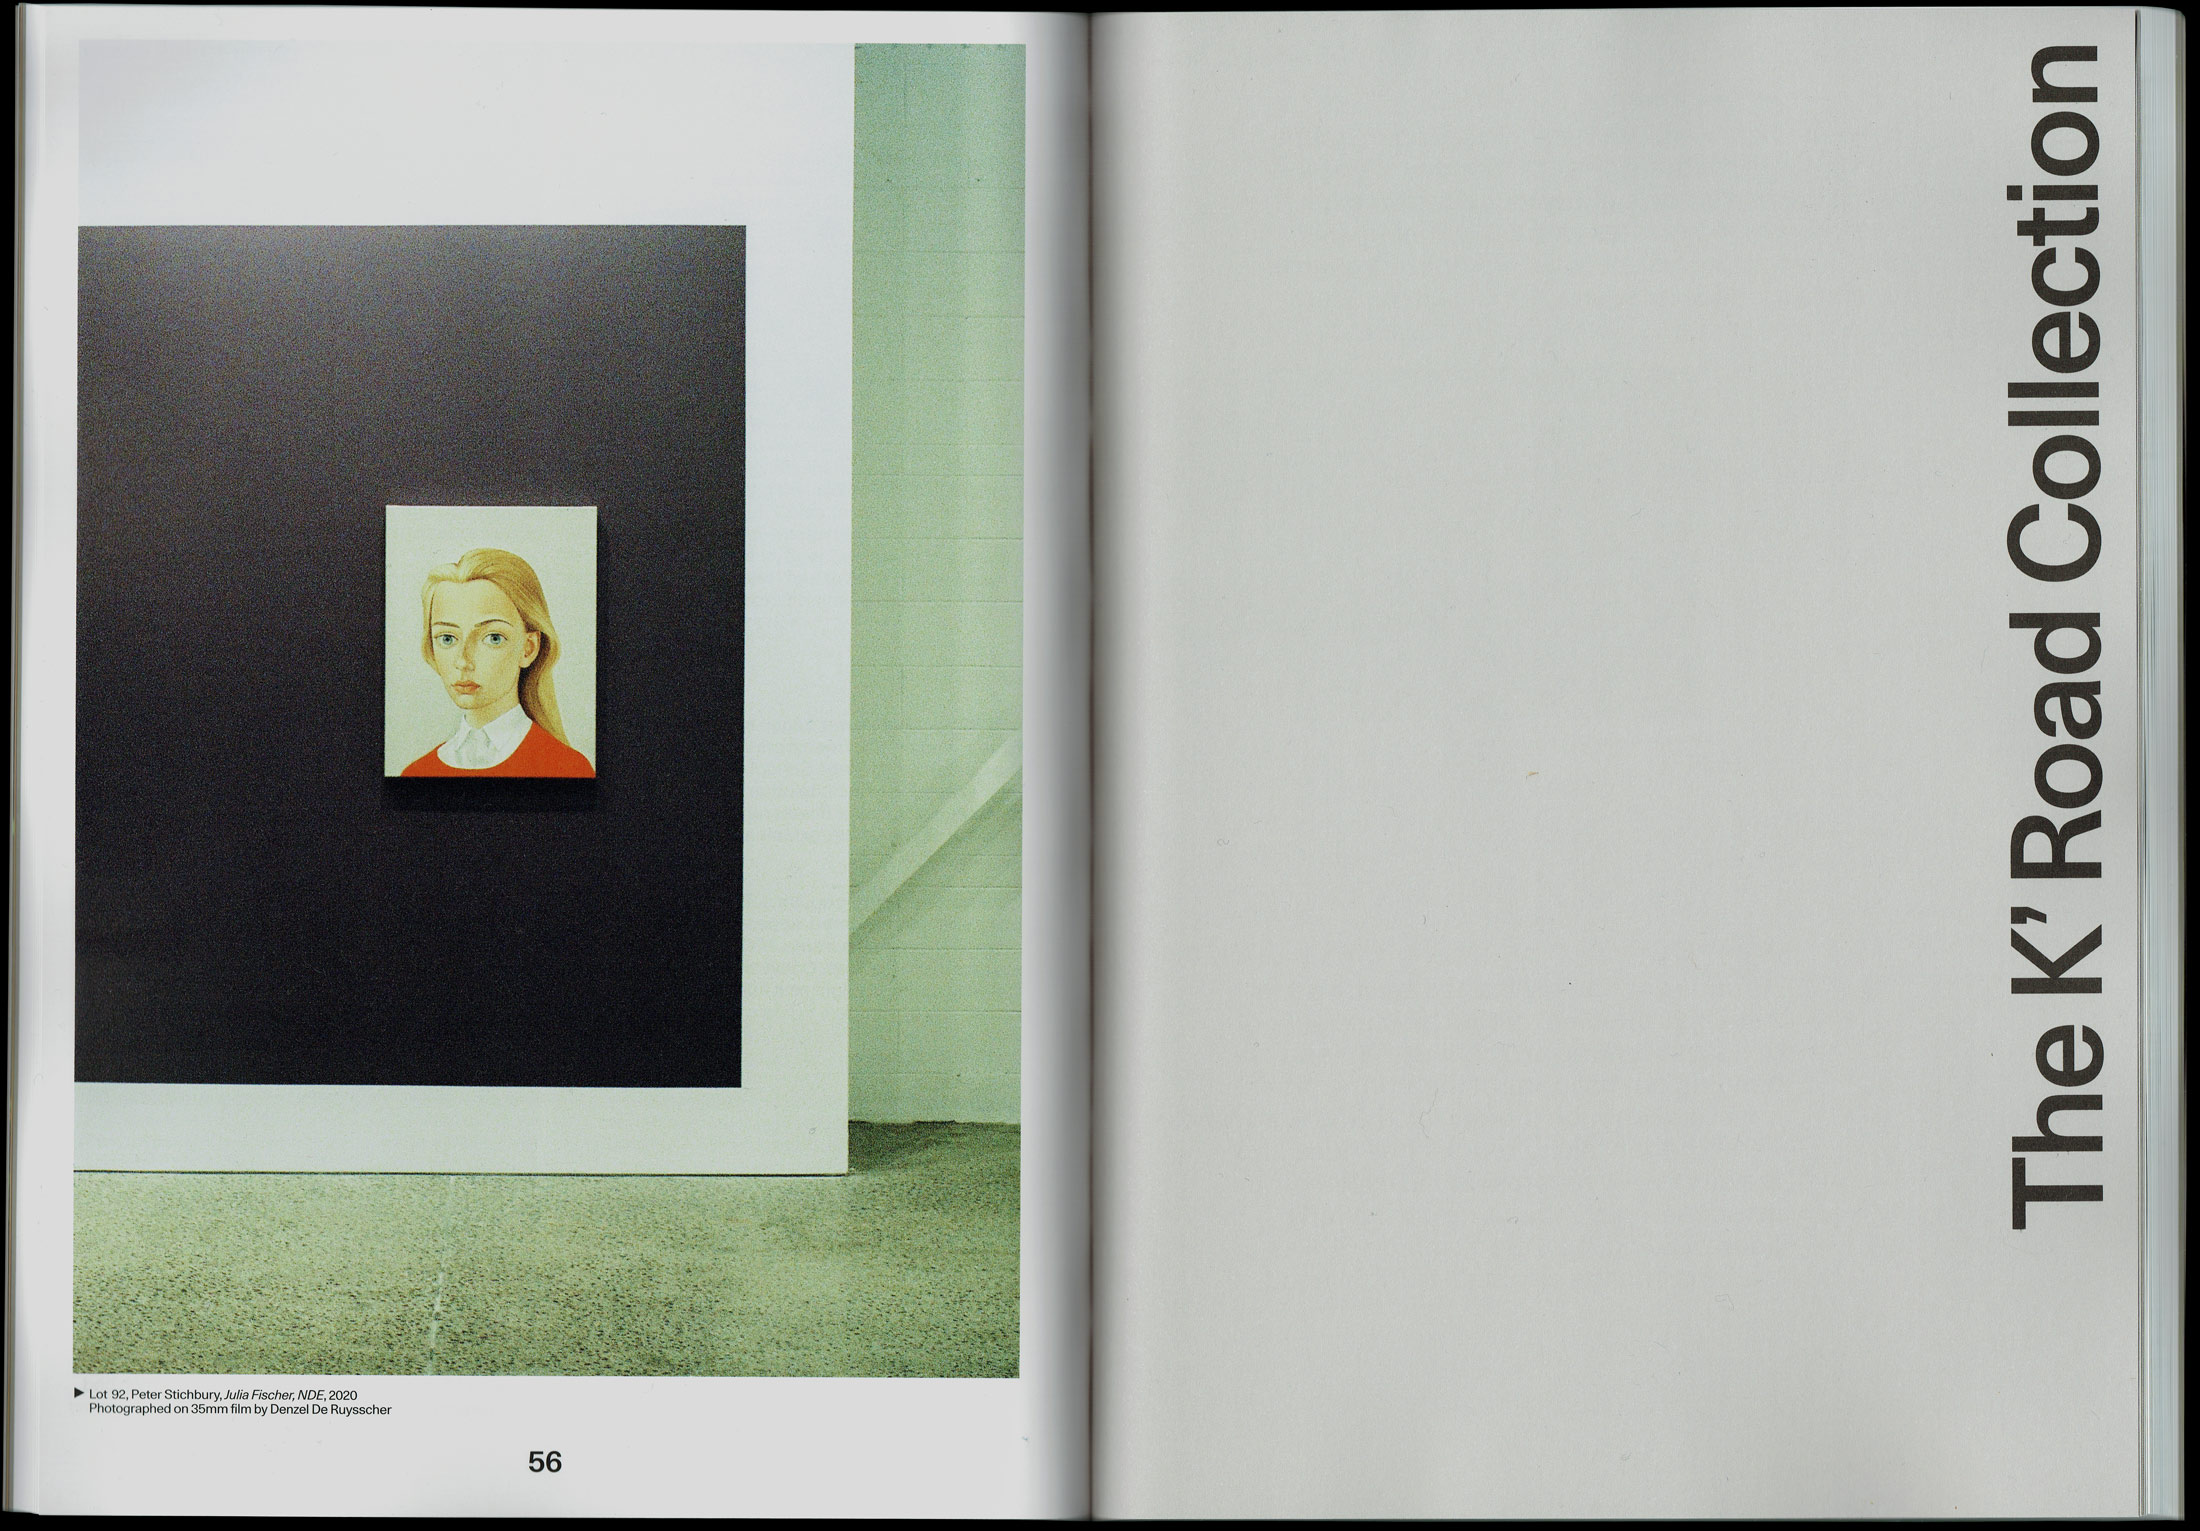 Lot 92, Peter Stichbury, Julia Fischer, NDE, 2020
Photographed on 35mm film by Denzel De Ruysscher
56
The K' Road Collection